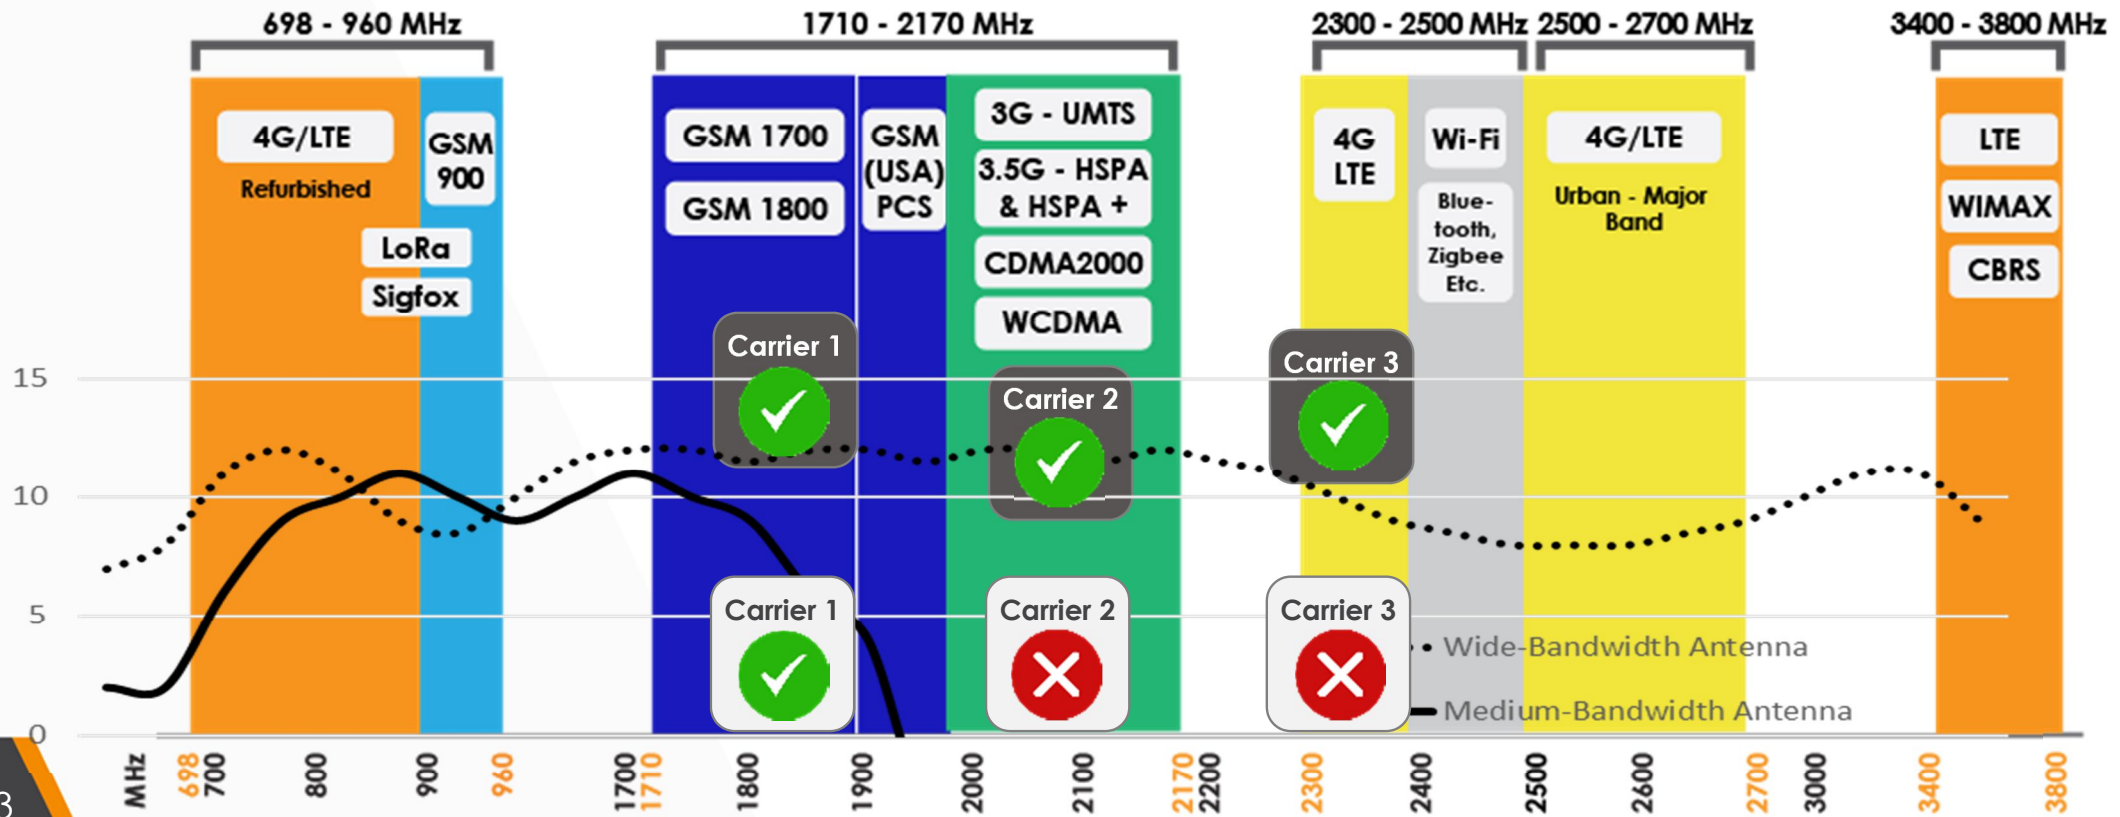 698 - 960 MHz
1710 - 2170 MHz
2300 - 2500 MHz
2500 - 2700 MHz
3400 - 3800 MHz
4G/LTE
Refurbished
GSM
900
LoRa
Sigfox
GSM 1700
GSM 1800
GSM
(USA)
PCS
3G - UMTS
3.5G - HSPA
& HSPA +
CDMA2000
WCDMA
4G
LTE
Wi-Fi
Blue-
tooth,
Zigbee
Etc.
4G/LTE
Urban - Major
Band
LTE
WIMAX
CBRS
Carrier 1
Carrier 2
Carrier 3
15
10
5
0
Carrier 1
Carrier 2
Carrier 3
Wide-Bandwidth Antenna
Medium-Bandwidth Antenna
MHz
698
700
800
900
960
1700
1710
1800
1900
2000
2100
2170
2200
2300
2400
2500
2600
2700
3000
3400
3800
3